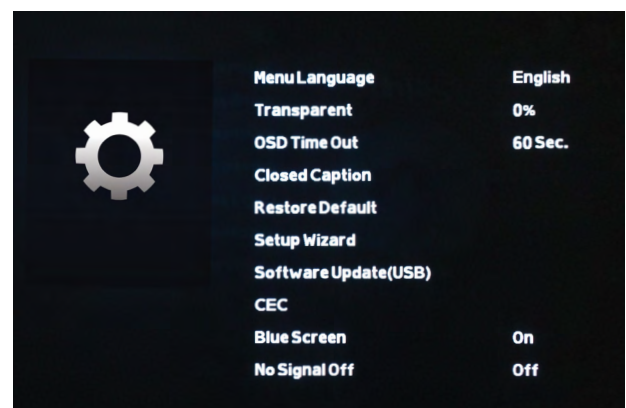 Menu Language English
Transparent 0%
OSD Time Out 60 Sec.
Closed Caption
Restore Default
Setup Wizard
Software Update(USB)
CEC
Blue Screen On
No Signal Off Off